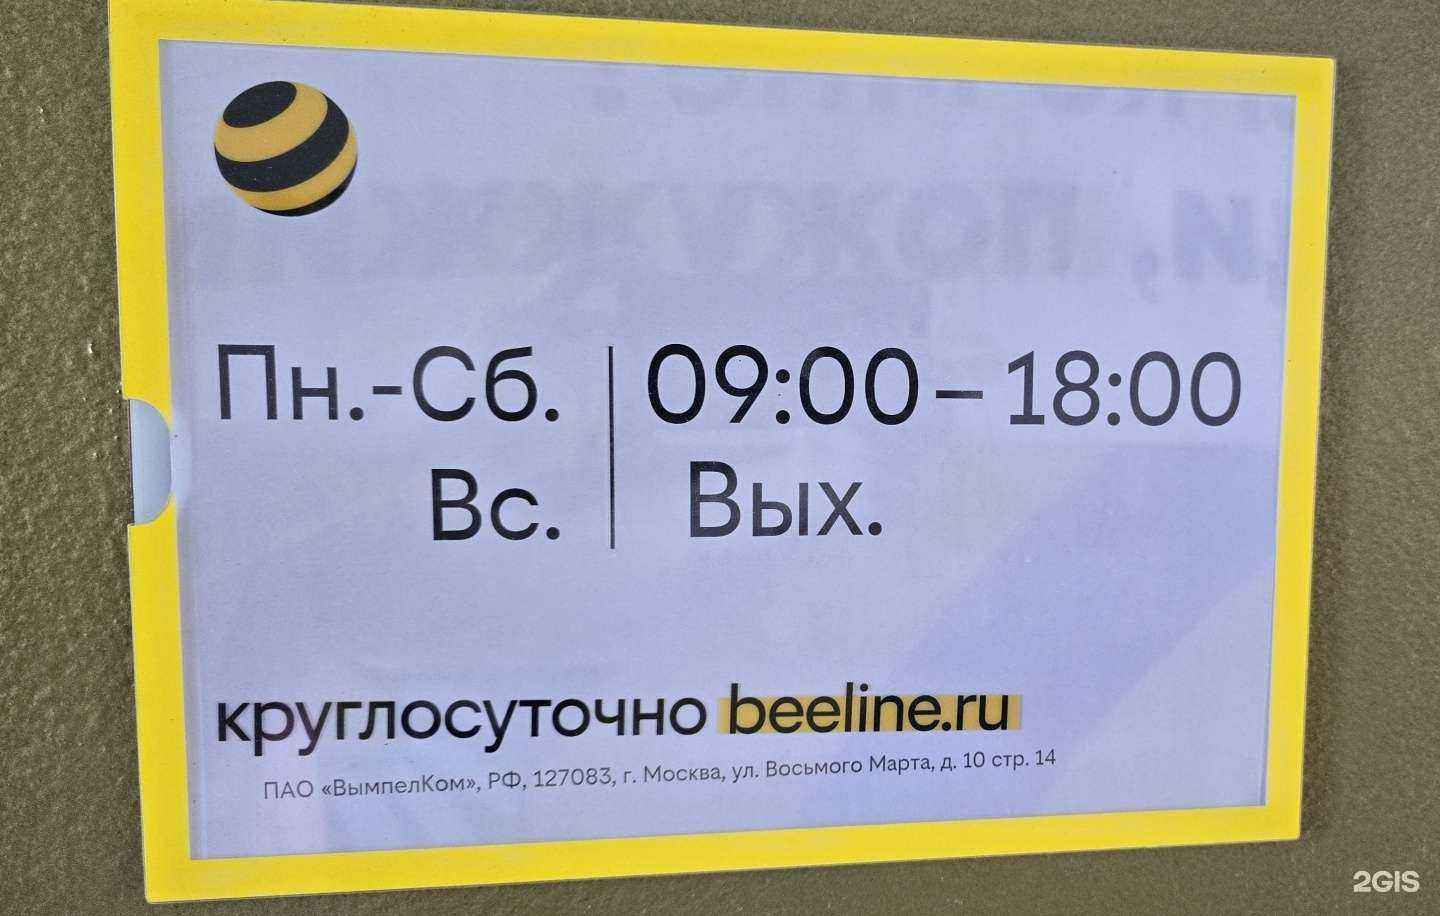 Пн.-Сб. 09:00 – 18:00
Вс. Вых.
круглосуточно beeline.ru
ПАО «ВымпелКом», РФ, 127083, г. Москва, ул. Восьмого Марта, д. 10 стр. 14
2GIS